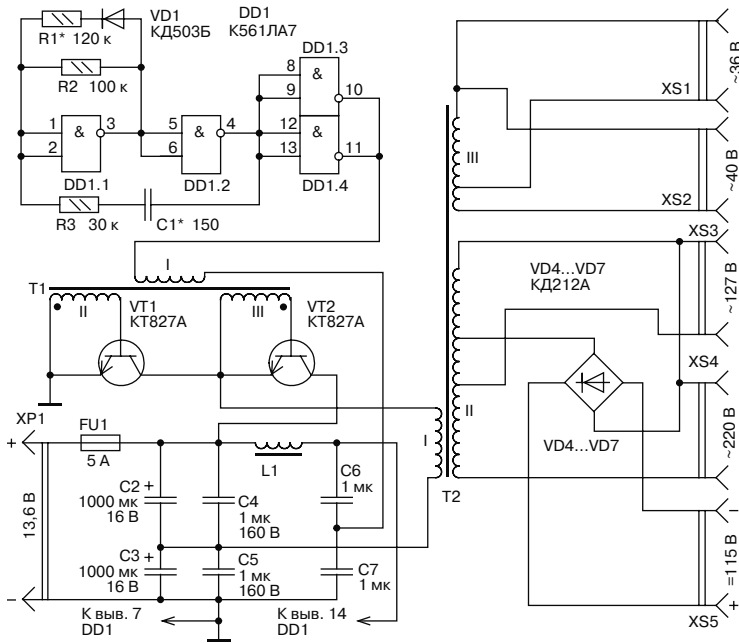 VD1
КД503Б
DD1
К561ЛА7
R1* 120 к
DD1.3
R2 100 к
8
&
9
10
1
&
3
2
5
&
4
6
12
&
13
11
DD1.1
DD1.2
DD1.4
R3 30 к
C1* 150
~36 В
XS1
III
~40 В
XS2
XS3
I
T1
II
VT1
КТ827А
III
VT2
КТ827А
VD4...VD7
КД212А
~127 В
XS4
XP1
+
FU1
5 А
L1
I
II
VD4...VD7
~220 В
T2
13,6 В
C2 +
1000 мк
16 В
C4
1 мк
160 В
C6
1 мк
C3 +
1000 мк
16 В
C5
1 мк
160 В
C7
1 мк
–
=115 В
–
К выв. 7
DD1
К выв. 14
DD1
XS5
+